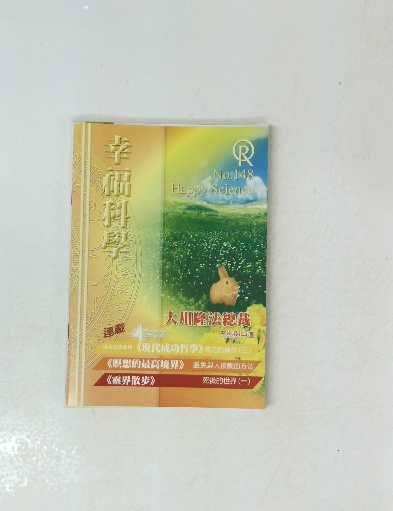 幸福科學
R
No:148
Happy Science
大川隆法總裁
連載
《現代成功哲學》
《瞑想的最高境界》
《靈界散步》 死後的世界(一)